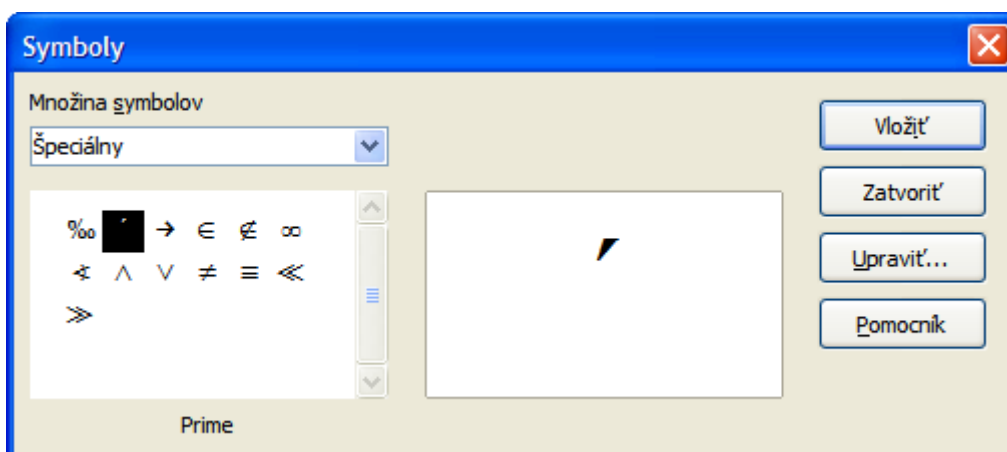 Symboly
Množina symbolov
Špeciálny
‰ ′ → ∈ ∉ ∞
∢ ∧ ∨ ≠ ≡ ≪
≫
′
Prime
Vložiť
Zatvoriť
Upraviť...
Pomocník